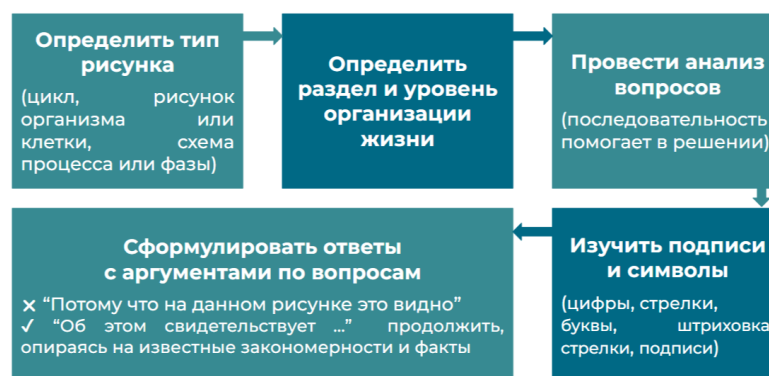 Определить тип
рисунка
(цикл, рисунок
организма или
клетки, схема
процесса или фазы)
Определить
раздел и уровень
организации
жизни
Провести анализ
вопросов
(последовательность
помогает в решении)
Изучить подписи
и символы
(цифры, стрелки,
буквы, штриховка
стрелки, подписи)
Сформулировать ответы
с аргументами по вопросам
✗ “Потому что на данном рисунке это видно”
✓ “Об этом свидетельствует ...” продолжить,
опираясь на известные закономерности и факты